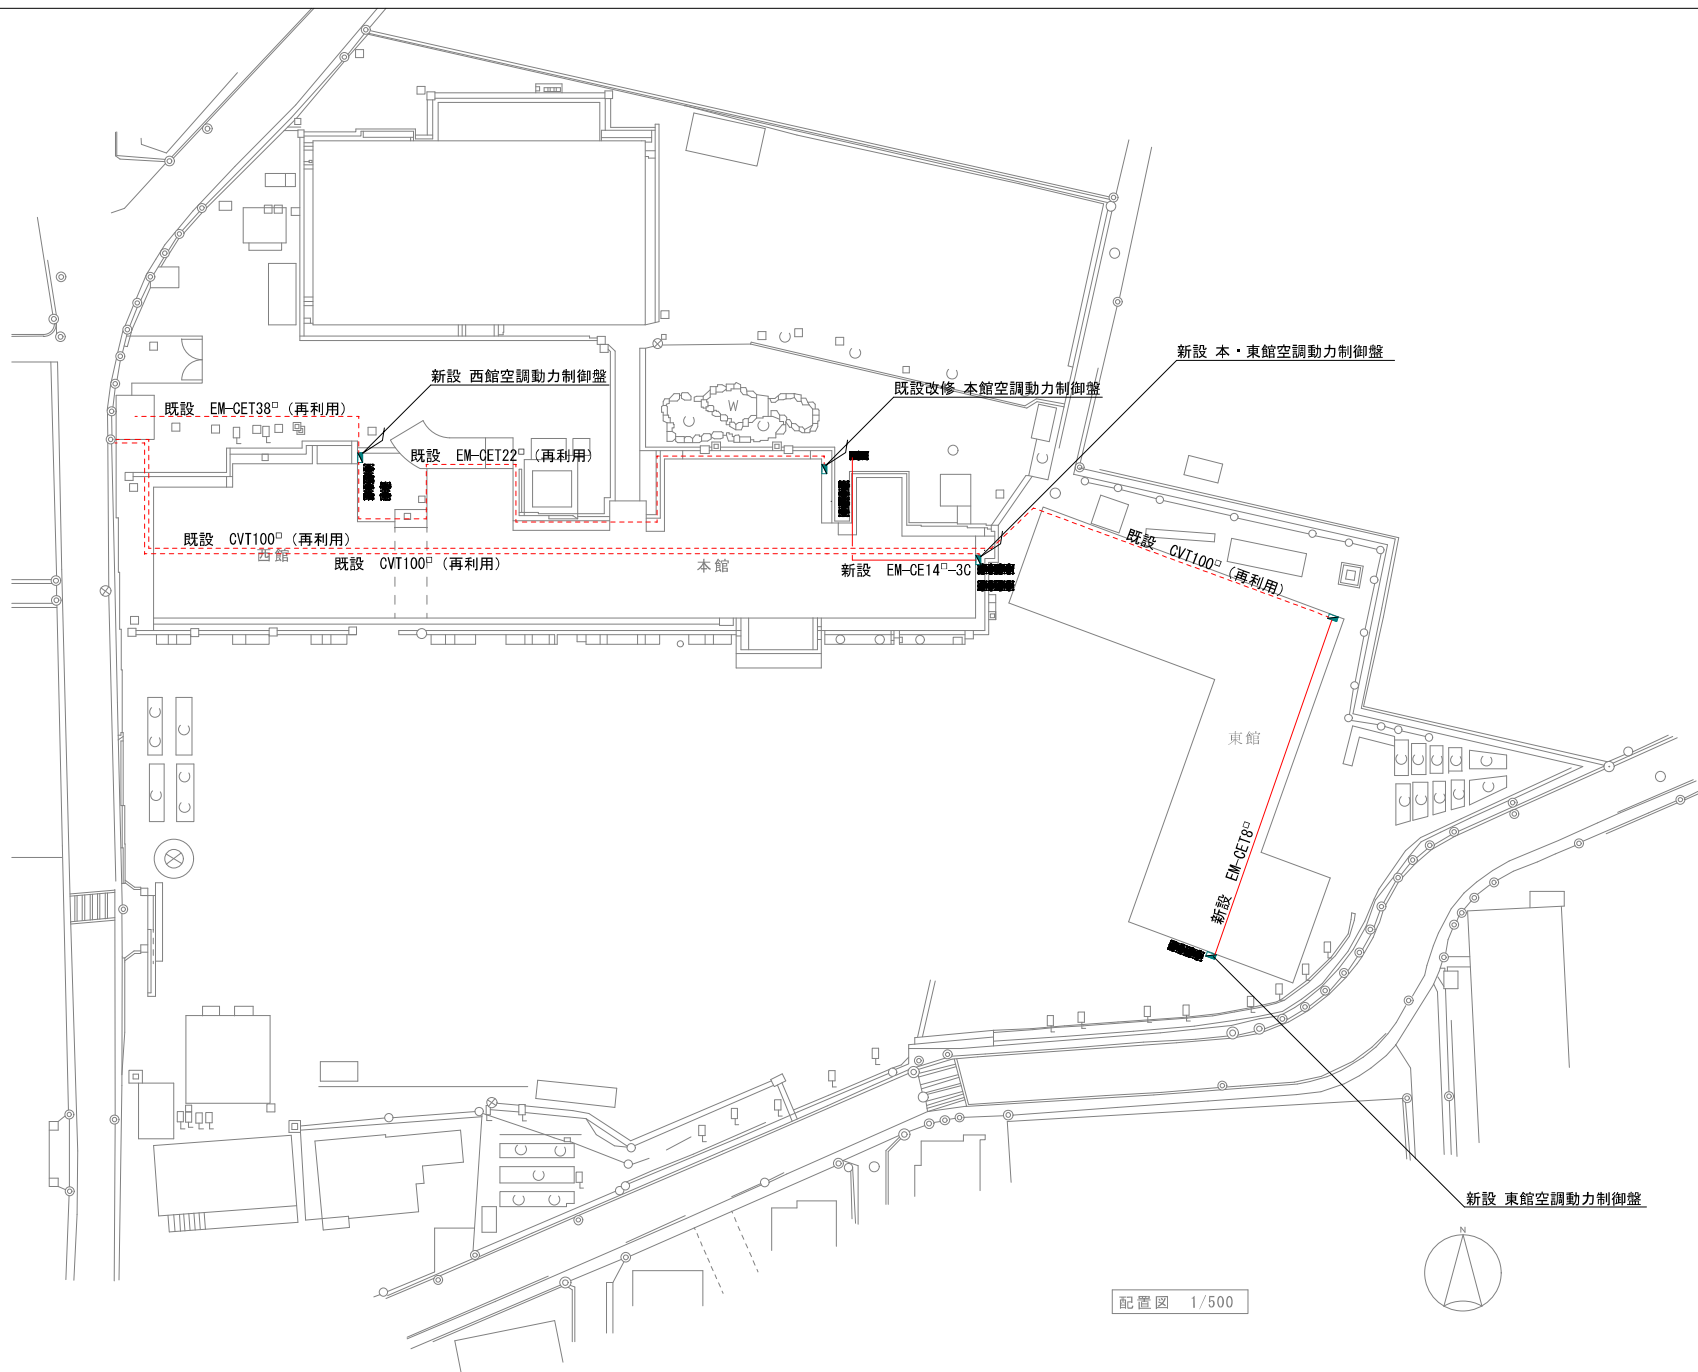 新設 本・東館空調動力制御盤
新設 西館空調動力制御盤
既設改修 本館空調動力制御盤
既設 EM-CET38□ (再利用)
W
既設 EM-CET22□ (再利用)
既設 CVT100□ (再利用)
西館
既設 CVT100□ (再利用)
本館
新設 EM-CE14□-3C
既設 CVT100□ (再利用)
東館
新設 EM-CET8□
新設 東館空調動力制御盤
N
配置図 1/500